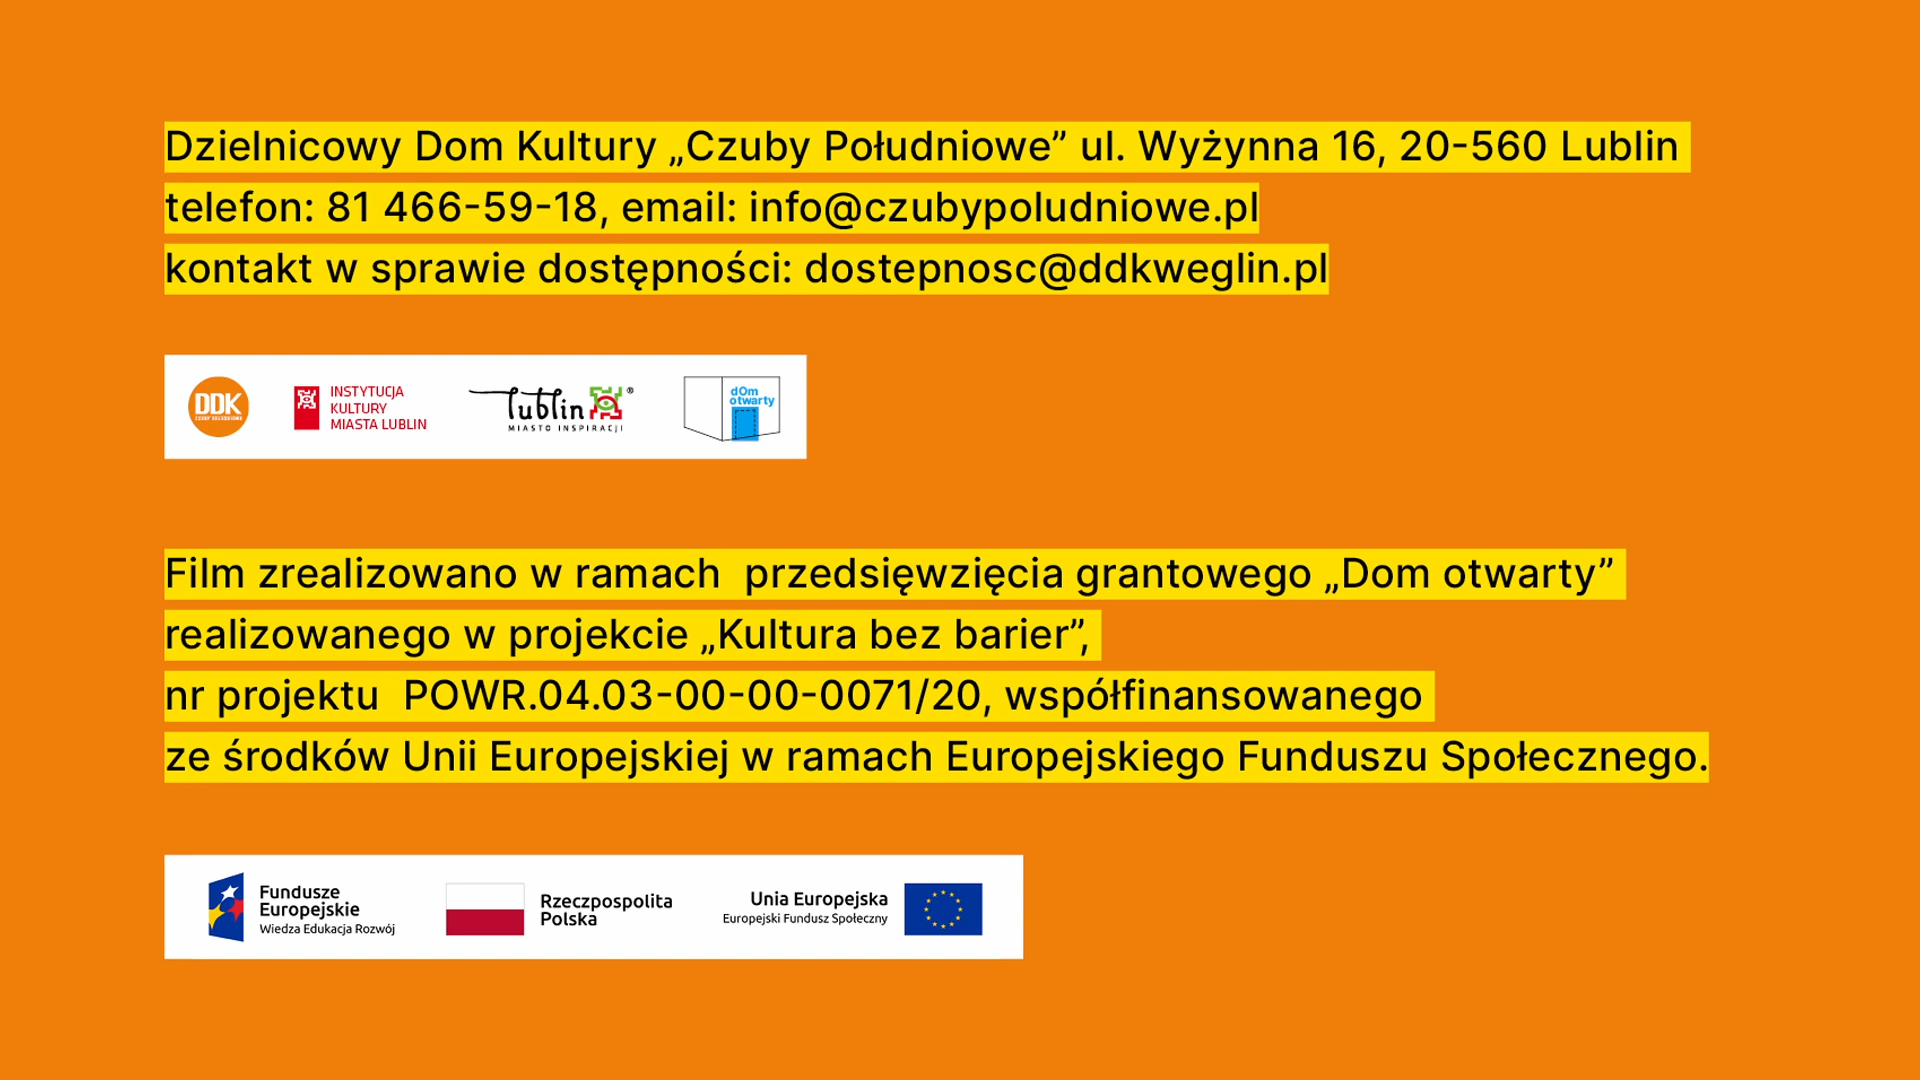 Dzielnicowy Dom Kultury „Czuby Południowe” ul. Wyżynna 16, 20-560 Lublin
telefon: 81 466-59-18, email: info@czubypoludniowe.pl
kontakt w sprawie dostępności: dostepnosc@ddkweglin.pl
DDK
CZUBY POŁUDNIOWE
INSTYTUCJA
KULTURY
MIASTA LUBLIN
lublin®
MIASTO INSPIRACJI
dOm
otwarty
Film zrealizowano w ramach  przedsięwzięcia grantowego „Dom otwarty”
realizowanego w projekcie „Kultura bez barier”,
nr projektu  POWR.04.03-00-00-0071/20, współfinansowanego
ze środków Unii Europejskiej w ramach Europejskiego Funduszu Społecznego.
Fundusze
Europejskie
Wiedza Edukacja Rozwój
Rzeczpospolita
Polska
Unia Europejska
Europejski Fundusz Społeczny